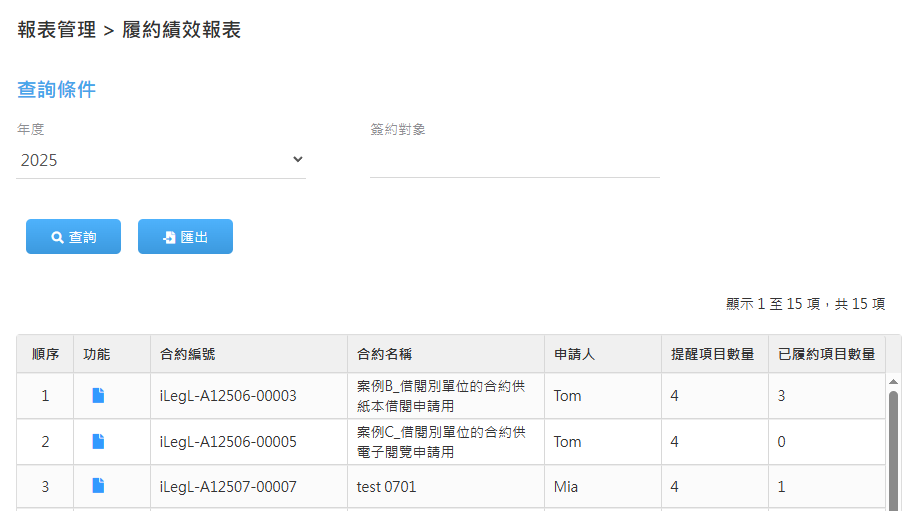 報表管理 > 履約績效報表
查詢條件
年度
簽約對象
2025
查詢
匯出
顯示 1 至 15 項，共 15 項
順序 功能 合約編號 合約名稱 申請人 提醒項目數量 已履約項目數量
1 iLegL-A12506-00003 案例B_借閱別單位的合約供 Tom 4 3
紙本借閱申請用
2 iLegL-A12506-00005 案例C_借閱別單位的合約供 Tom 4 0
電子閱覽申請用
3 iLegL-A12507-00007 test 0701 Mia 4 1